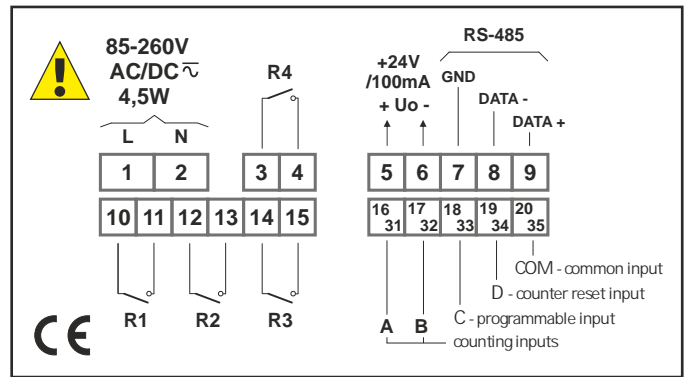 85-260V
AC/DC
4,5W
L N
R4
+24V
/100mA
+ Uo -
RS-485
GND
DATA -
DATA +
1 2 3 4 5 6 7 8 9
10 11 12 13 14 15
16 31 17 32 18 33 19 34 20 35
COM - common input
D - counter reset input
C - programmable input
A B
counting inputs
R1 R2 R3
CE